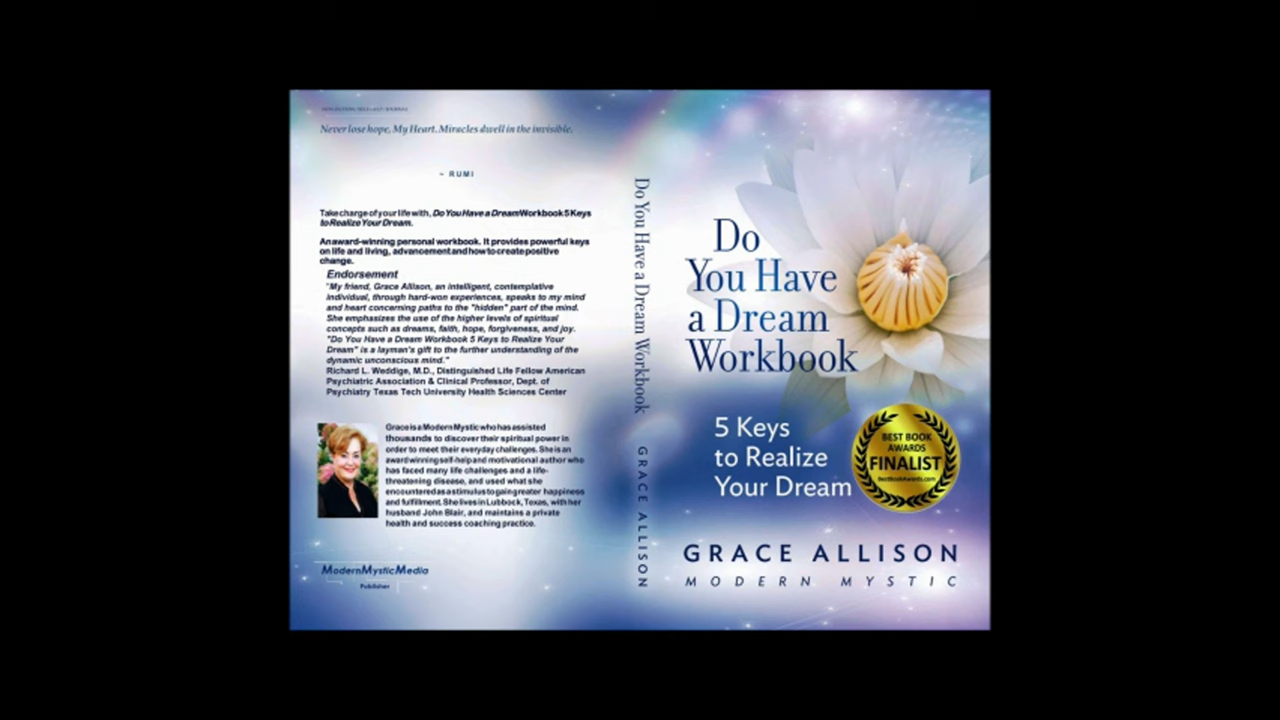 Never lose hope, My Heart. Miracles dwell in the invisible.
~ RUMI
Take charge of your life with, Do You Have a Dream Workbook 5 Keys
to Realize Your Dream.
An award-winning personal workbook. It provides powerful keys
on life and living, advancement and how to create positive
change.
Endorsement
"My friend, Grace Allison, an intelligent, contemplative
individual, through hard-won experiences, speaks to my mind
and heart concerning paths to the "hidden" part of the mind.
She emphasizes the use of the higher levels of spiritual
concepts such as dreams, faith, hope, forgiveness, and joy.
"Do You Have a Dream Workbook 5 Keys to Realize Your
Dream" is a layman's gift to the further understanding of the
dynamic unconscious mind."
Richard L. Weddige, M.D., Distinguished Life Fellow American
Psychiatric Association & Clinical Professor, Dept. of
Psychiatry Texas Tech University Health Sciences Center
Grace is a Modern Mystic who has assisted
thousands to discover their spiritual power in
order to meet their everyday challenges. She is an
award winning self-help and motivational author who
has faced many life challenges and a life-
threatening disease, and used what she
encountered as a stimulus to gaing reater happiness
and fulfillment. She lives in Lubbock, Texas, with her
husband John Blair, and maintains a private
health and success coaching practice.
ModernMysticMedia
Publisher
Do You Have a Dream Workbook GRACE ALLISON
Do
You Have
a Dream
Workbook
5 Keys
to Realize
Your Dream
BEST BOOK
AWARDS
FINALIST
BestBookAwards.com
GRACE ALLISON
MODERN MYSTIC